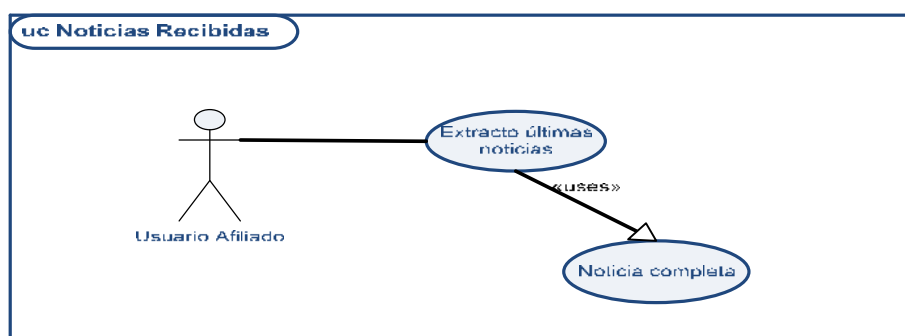 uc Noticias Recibidas
Extracto últimas
noticias
«uses»
Usuario Afiliado
Noticia completa